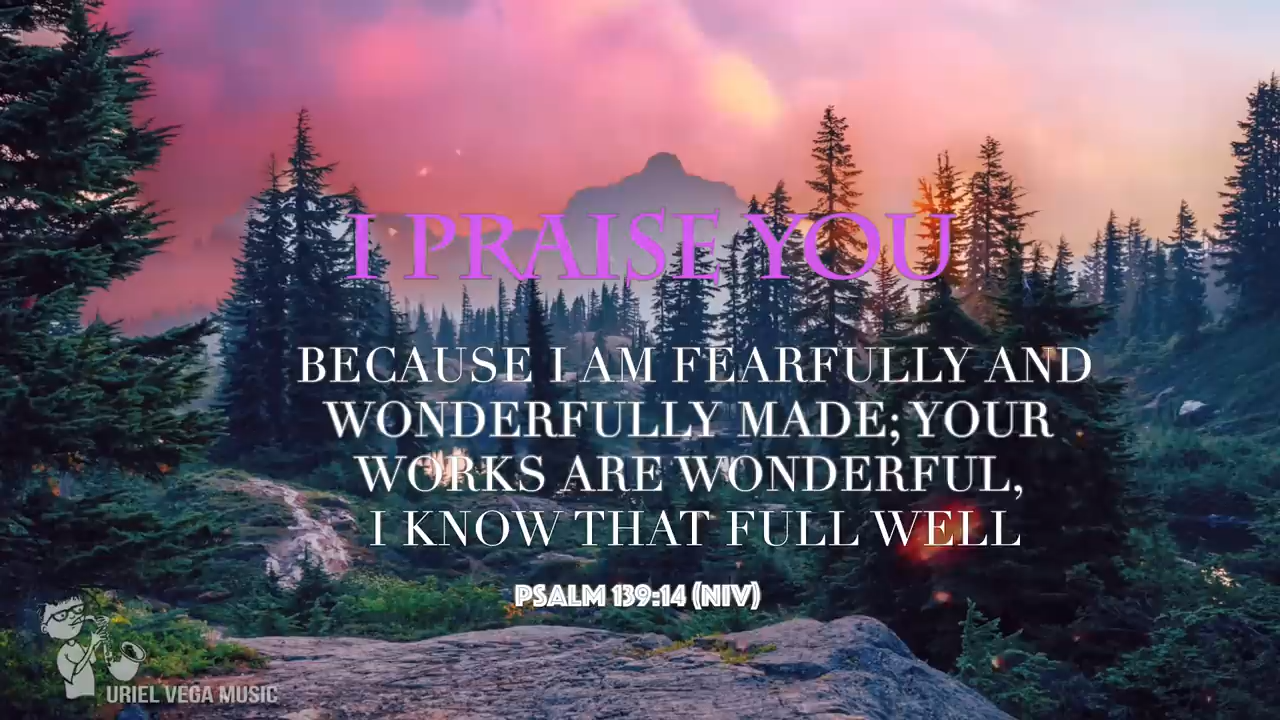 I PRAISE YOU
BECAUSE I AM FEARFULLY AND
WONDERFULLY MADE; YOUR
WORKS ARE WONDERFUL,
I KNOW THAT FULL WELL
PSALM 139:14 (NIV)
URIEL VEGA MUSIC